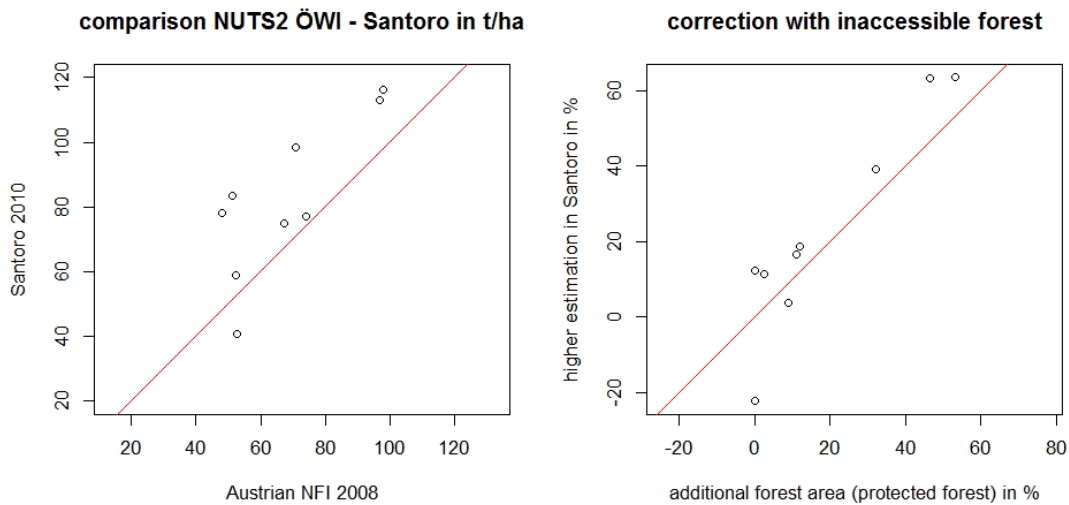 comparison NUTS2 ÖWI - Santoro in t/ha
Santoro 2010
120
100
80
60
40
20
20 40 60 80 100 120
Austrian NFI 2008
correction with inaccessible forest
higher estimation in Santoro in %
60
40
20
0
-20
-20 0 20 40 60 80
additional forest area (protected forest) in %